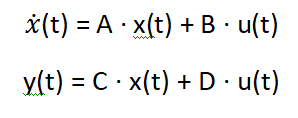 ẋ(t) = A · x(t) + B · u(t)
y(t) = C · x(t) + D · u(t)